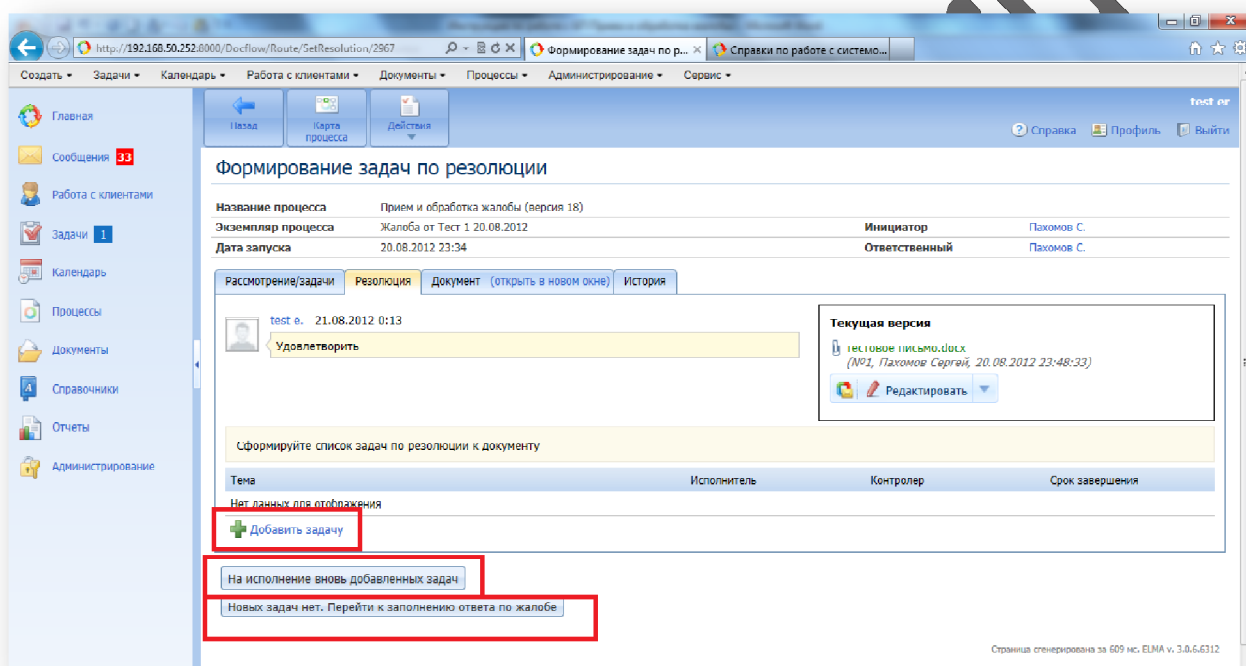 http://192.168.50.252:8000/Docflow/Route/SetResolution/2967
Формирование задач по р...
Справки по работе с системо...
Создать
Задачи
Календарь
Работа с клиентами
Документы
Процессы
Администрирование
Сервис
test er
Главная
Сообщения 33
Работа с клиентами
Задачи 1
Календарь
Процессы
Документы
Справочники
Отчеты
Администрирование
Назад
Карта процесса
Действия
Справка
Профиль
Выйти
Формирование задач по резолюции
Название процесса Прием и обработка жалобы (версия 18)
Экземпляр процесса Жалоба от Тест 1 20.08.2012 Инициатор Пахомов С.
Дата запуска 20.08.2012 23:34 Ответственный Пахомов С.
Рассмотрение/задачи
Резолюция
Документ (открыть в новом окне)
История
test e. 21.08.2012 0:13
Удовлетворить
Текущая версия
тестовое письмо.docx
(№1, Пахомов Сергей, 20.08.2012 23:48:33)
Редактировать
Сформируйте список задач по резолюции к документу
Тема Исполнитель Контролер Срок завершения
Нет данных для отображения
Добавить задачу
На исполнение вновь добавленных задач
Новых задач нет. Перейти к заполнению ответа по жалобе
Страница сгенерирована за 609 мс. ELMA v. 3.0.6.6312